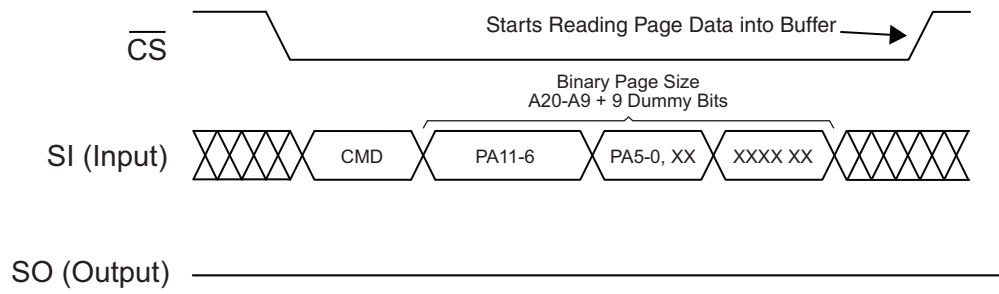 Starts Reading Page Data into Buffer
CS
Binary Page Size
A20-A9 + 9 Dummy Bits
SI (Input)
CMD
PA11-6
PA5-0, XX
XXXX XX
SO (Output)